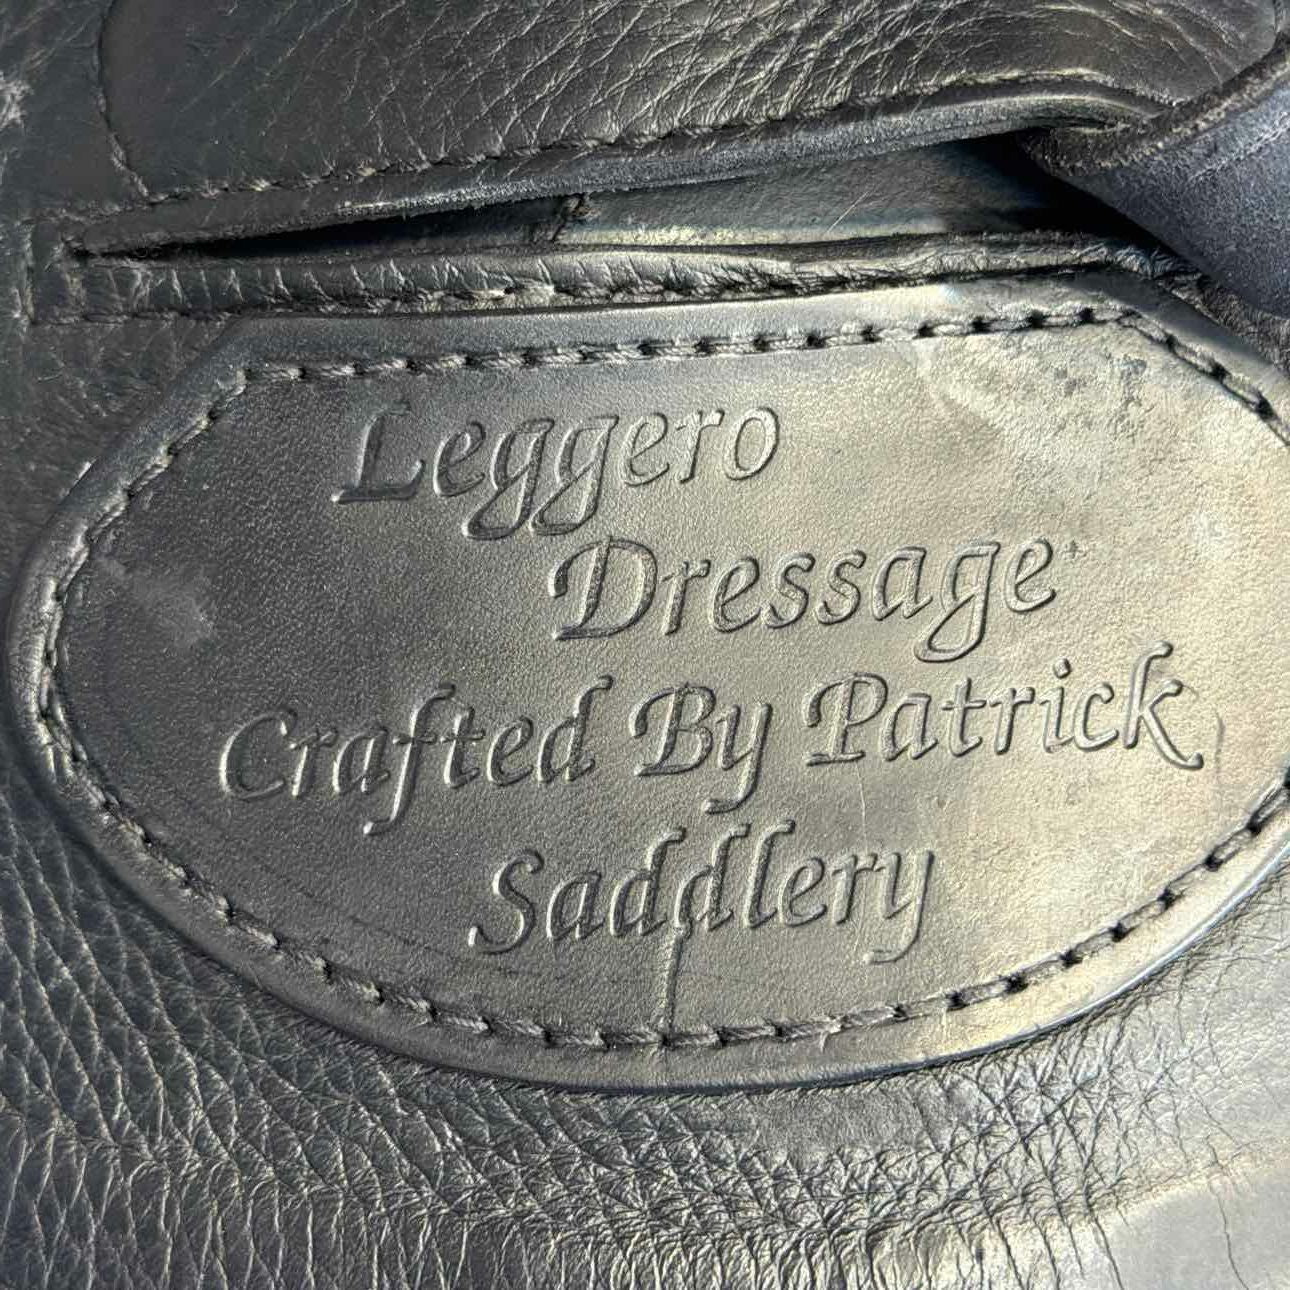 Leggero
Dressage
Crafted By Patrick
Saddlery